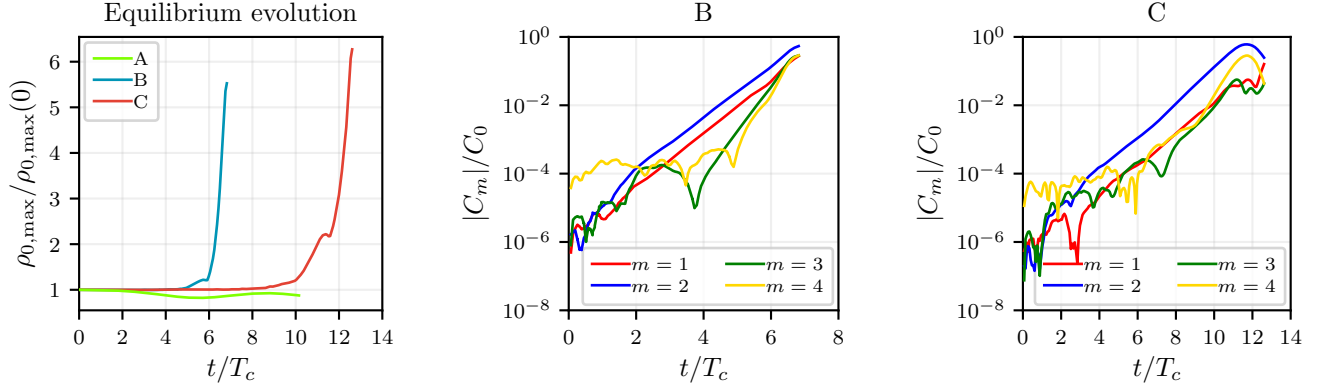 Equilibrium evolution
ρ0,max/ρ0,max(0)
6
5
4
3
2
1
A
B
C
0 2 4 6 8 10 12 14
t/Tc
B
|Cm|/C0
10^0
10^−2
10^−4
10^−6
10^−8
m = 1 m = 3
m = 2 m = 4
0 2 4 6 8
t/Tc
C
|Cm|/C0
10^0
10^−2
10^−4
10^−6
10^−8
m = 1 m = 3
m = 2 m = 4
0 2 4 6 8 10 12 14
t/Tc